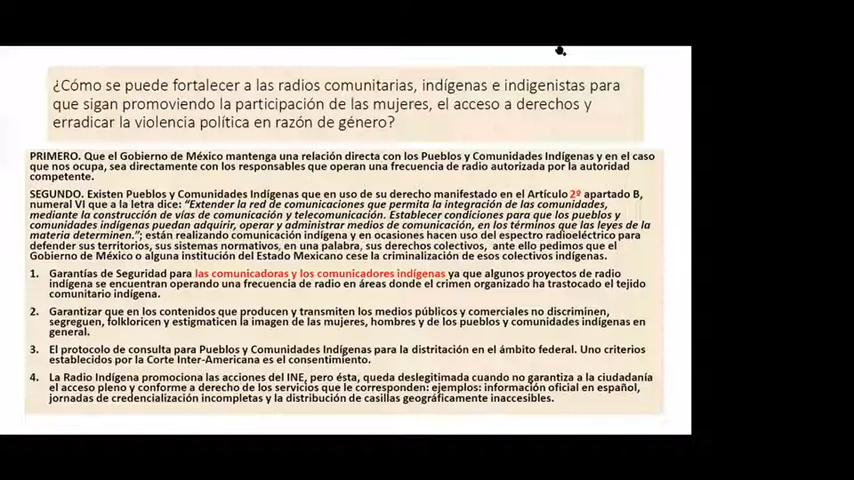 ¿Cómo se puede fortalecer a las radios comunitarias, indígenas e indigenistas para
que sigan promoviendo la participación de las mujeres, el acceso a derechos y
erradicar la violencia política en razón de género?
PRIMERO. Que el Gobierno de México mantenga una relación directa con los Pueblos y Comunidades Indígenas y en el caso
que nos ocupa, sea directamente con los responsables que operan una frecuencia de radio autorizada por la autoridad
competente.
SEGUNDO. Existen Pueblos y Comunidades Indígenas que en uso de su derecho manifestado en el Artículo 2º apartado B,
numeral VI que a la letra dice: “Extender la red de comunicaciones que permita la integración de las comunidades,
mediante la construcción de vías de comunicación y telecomunicación. Establecer condiciones para que los pueblos y
comunidades indígenas puedan adquirir, operar y administrar medios de comunicación, en los términos que las leyes de la
materia determinen.”; están realizando comunicación indígena y en ocasiones hacen uso del espectro radioeléctrico para
defender sus territorios, sus sistemas normativos, en una palabra, sus derechos colectivos, ante ello pedimos que el
Gobierno de México o alguna institución del Estado Mexicano cese la criminalización de esos colectivos indígenas.
1. Garantías de Seguridad para las comunicadoras y los comunicadores indígenas ya que algunos proyectos de radio
indígena se encuentran operando una frecuencia de radio en áreas donde el crimen organizado ha trastocado el tejido
comunitario indígena.
2. Garantizar que en los contenidos que producen y transmiten los medios públicos y comerciales no discriminen,
segreguen, folkloricen y estigmaticen la imagen de las mujeres, hombres y de los pueblos y comunidades indígenas en
general.
3. El protocolo de consulta para Pueblos y Comunidades Indígenas para la distritación en el ámbito federal. Uno criterios
establecidos por la Corte Inter-Americana es el consentimiento.
4. La Radio Indígena promociona las acciones del INE, pero ésta, queda deslegitimada cuando no garantiza a la ciudadanía
el acceso pleno y conforme a derecho de los servicios que le corresponden: ejemplos: información oficial en español,
jornadas de credencialización incompletas y la distribución de casillas geográficamente inaccesibles.